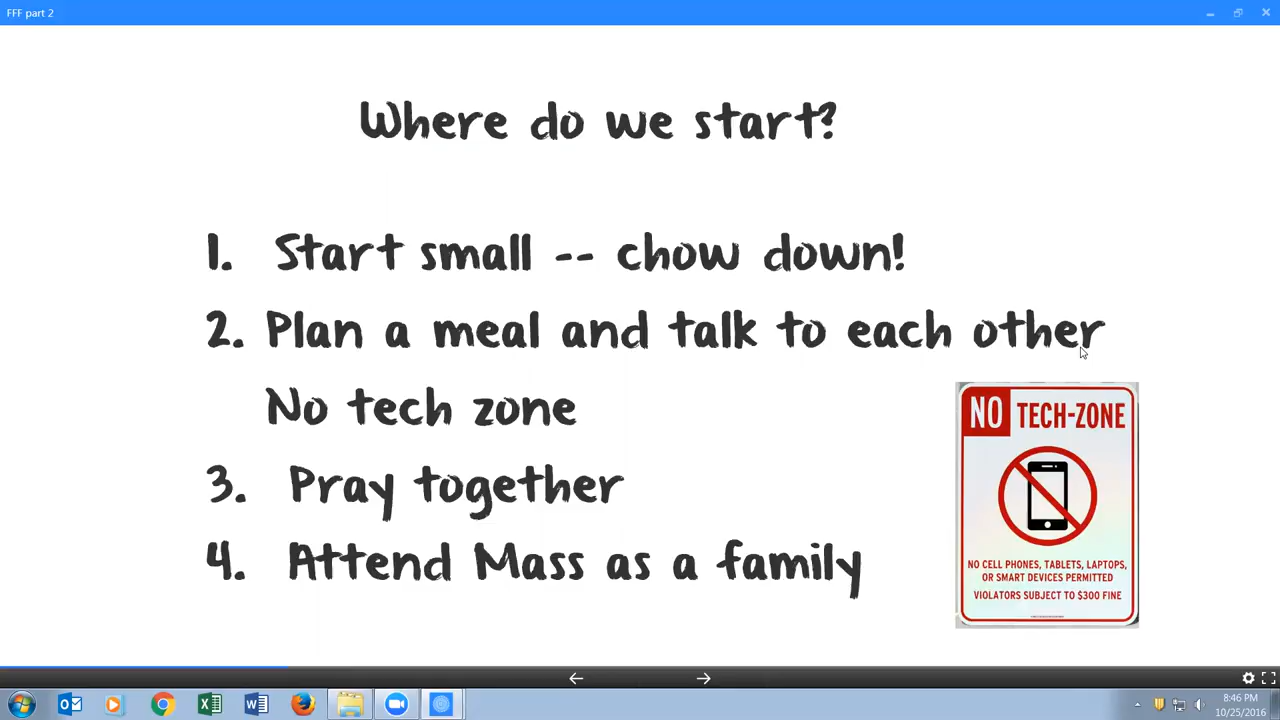 FFF part 2
Where do we start?
1. Start small -- chow down!
2. Plan a meal and talk to each other
No tech zone
3. Pray together
4. Attend Mass as a family
NO TECH-ZONE
NO CELL PHONES, TABLETS, LAPTOPS,
OR SMART DEVICES PERMITTED
VIOLATORS SUBJECT TO $300 FINE
8:46 PM
10/25/2016